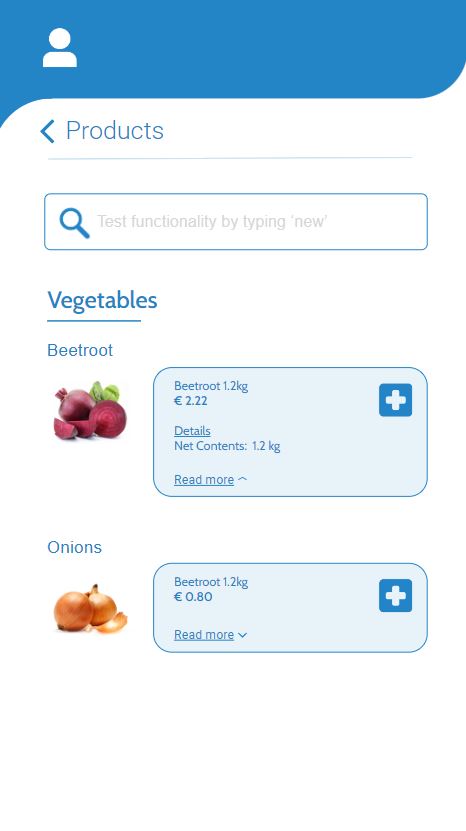 Products
Test functionality by typing ‘new’
Vegetables
Beetroot
Beetroot 1.2kg
€ 2.22
Details
Net Contents: 1.2 kg
Read more
Onions
Beetroot 1.2kg
€ 0.80
Read more